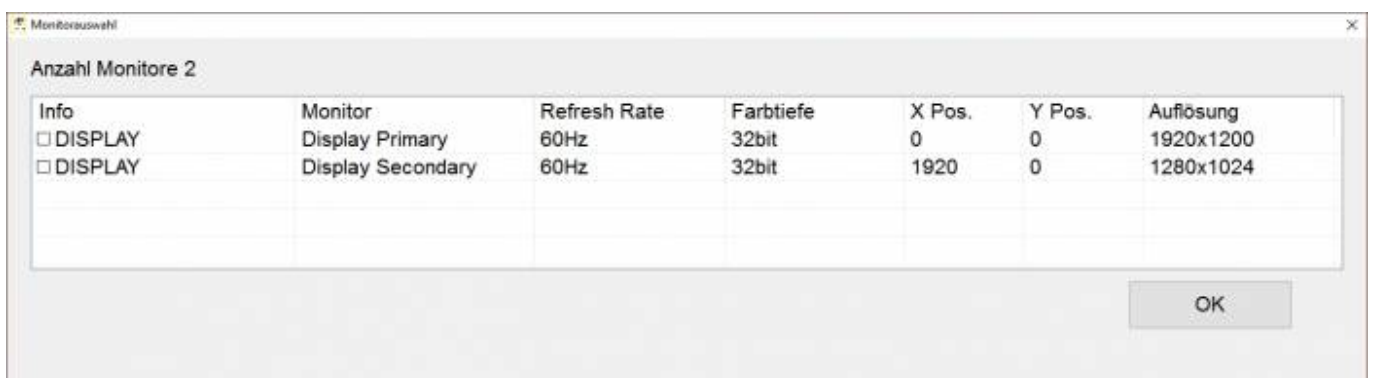 Monitorauswahl
Anzahl Monitore 2
Info Monitor Refresh Rate Farbtiefe X Pos. Y Pos. Auflösung
DISPLAY Display Primary 60Hz 32bit 0 0 1920x1200
DISPLAY Display Secondary 60Hz 32bit 1920 0 1280x1024
OK